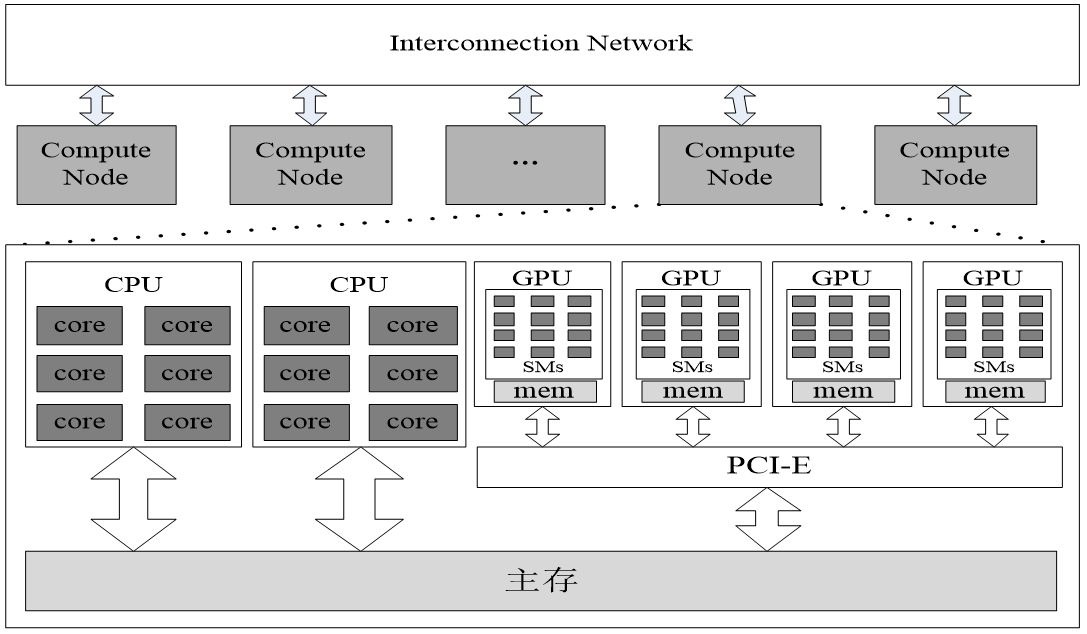 Interconnection Network
Compute
Node
Compute
Node
...
Compute
Node
Compute
Node
CPU
core core
core core
core core
CPU
core core
core core
core core
GPU
SMs
mem
GPU
SMs
mem
GPU
SMs
mem
GPU
SMs
mem
PCI-E
主存